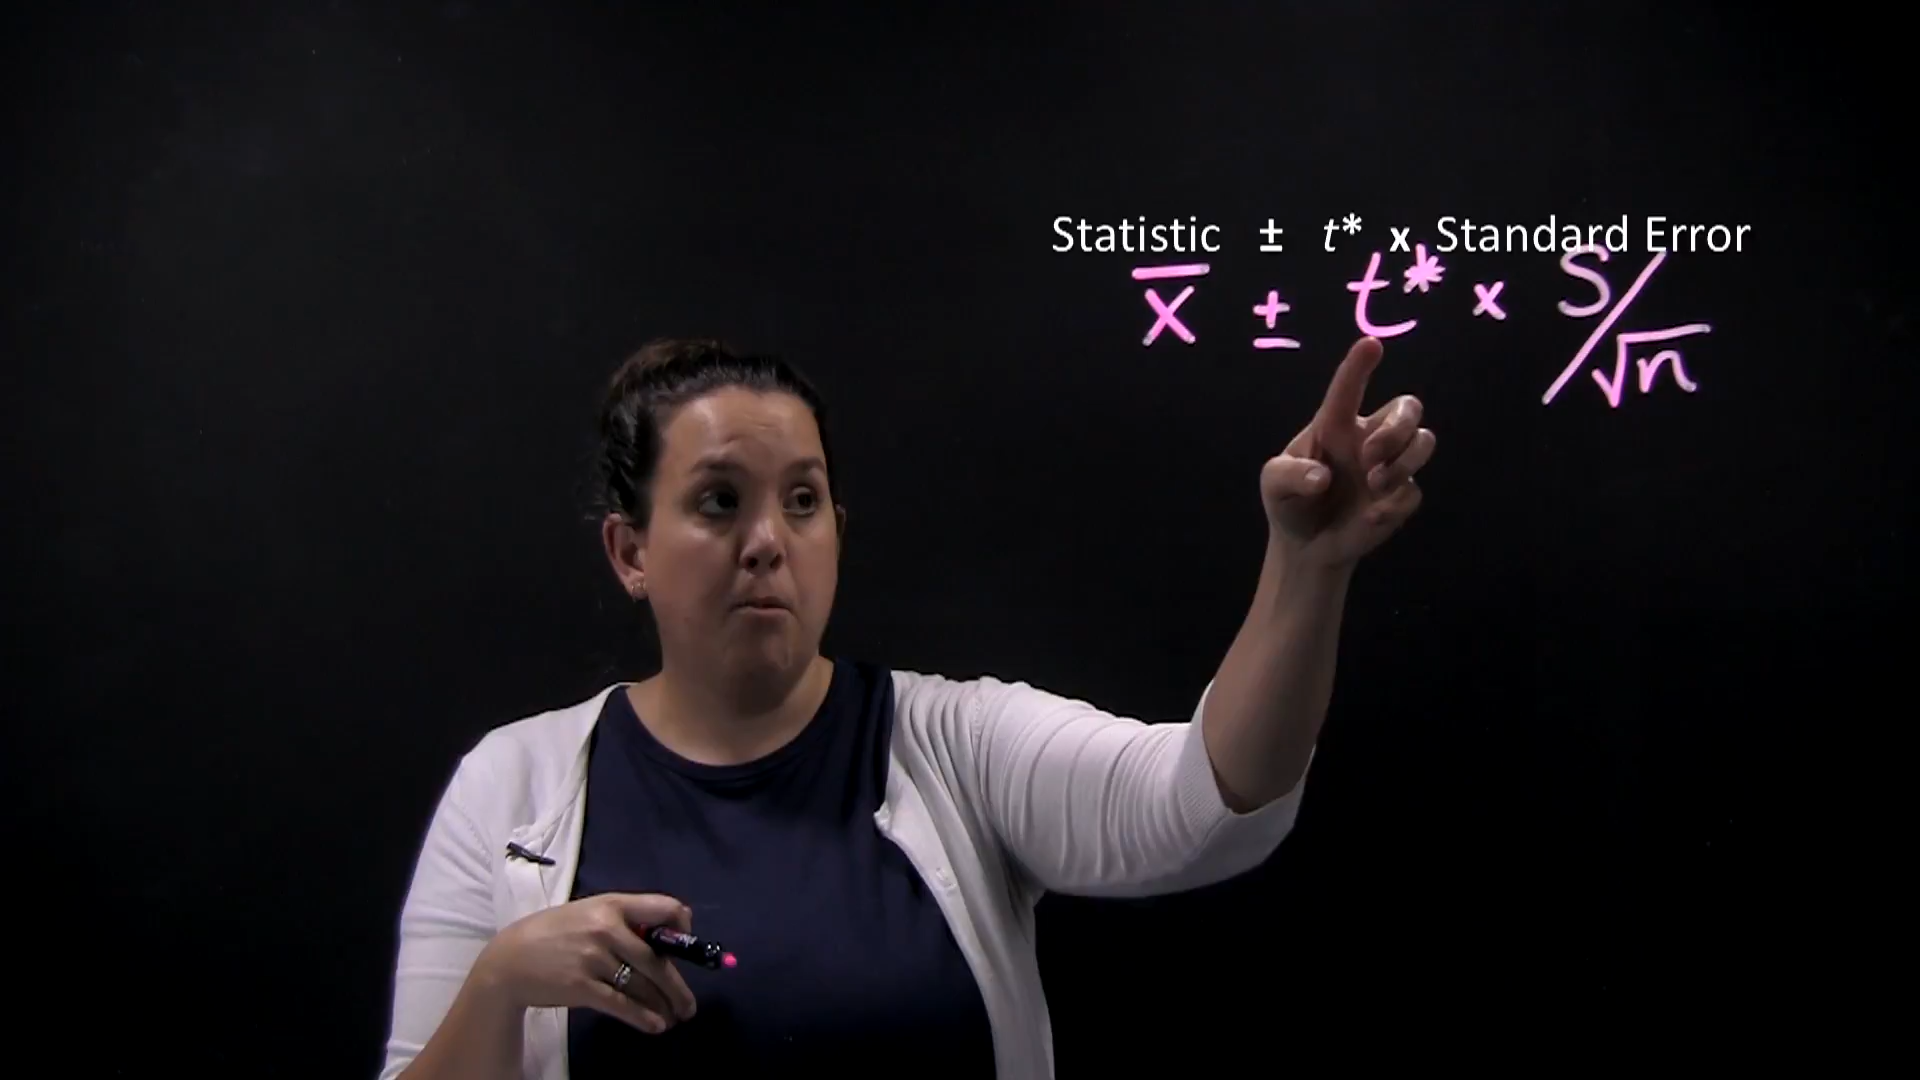 Statistic ± t* x Standard Error
x̄ ± t* x S/√n